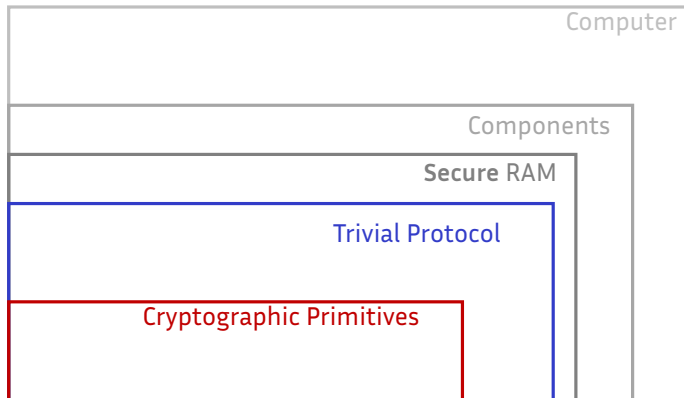 Computer
Components
Secure RAM
Trivial Protocol
Cryptographic Primitives